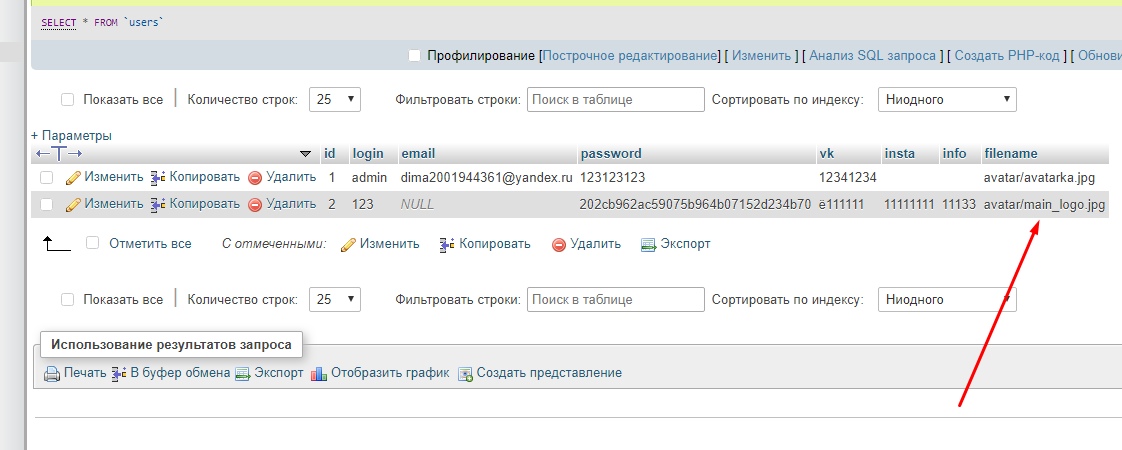 SELECT * FROM `users`
Профилирование [Построчное редактирование] [ Изменить ] [ Анализ SQL запроса ] [ Создать PHP-код ] [ Обнови
Показать все | Количество строк: 25 Фильтровать строки: Поиск в таблице Сортировать по индексу: Ниодного
+ Параметры
id login email password vk insta info filename
Изменить Копировать Удалить 1 admin dima2001944361@yandex.ru 123123123 12341234 avatar/avatarka.jpg
Изменить Копировать Удалить 2 123 NULL 202cb962ac59075b964b07152d234b70 ё111111 11111111 11133 avatar/main_logo.jpg
Отметить все С отмеченными: Изменить Копировать Удалить Экспорт
Показать все | Количество строк: 25 Фильтровать строки: Поиск в таблице Сортировать по индексу: Ниодного
Использование результатов запроса
Печать В буфер обмена Экспорт Отобразить график Создать представление